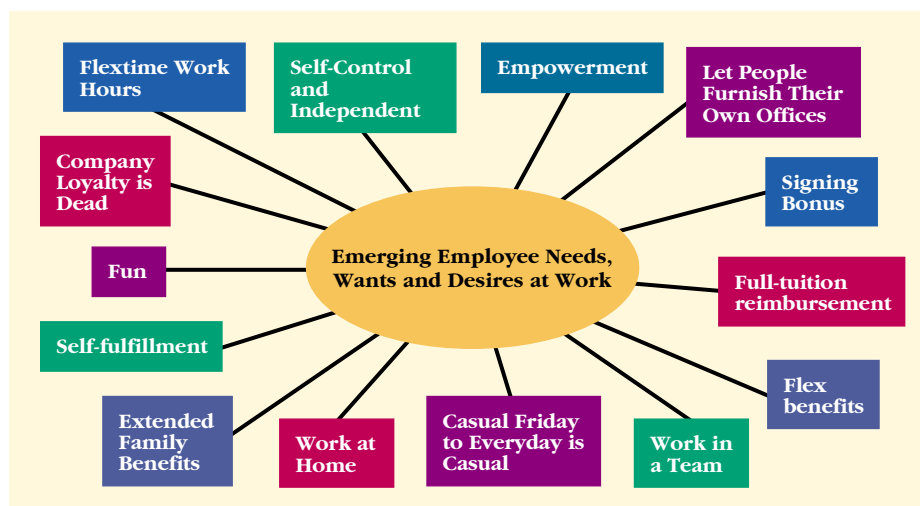 Flextime Work
Hours
Self-Control
and
Independent
Empowerment
Let People
Furnish Their
Own Offices
Company
Loyalty is
Dead
Signing
Bonus
Fun
Emerging Employee Needs,
Wants and Desires at Work
Full-tuition
reimbursement
Self-fulfillment
Flex
benefits
Extended
Family
Benefits
Work at
Home
Casual Friday
to Everyday is
Casual
Work in
a Team